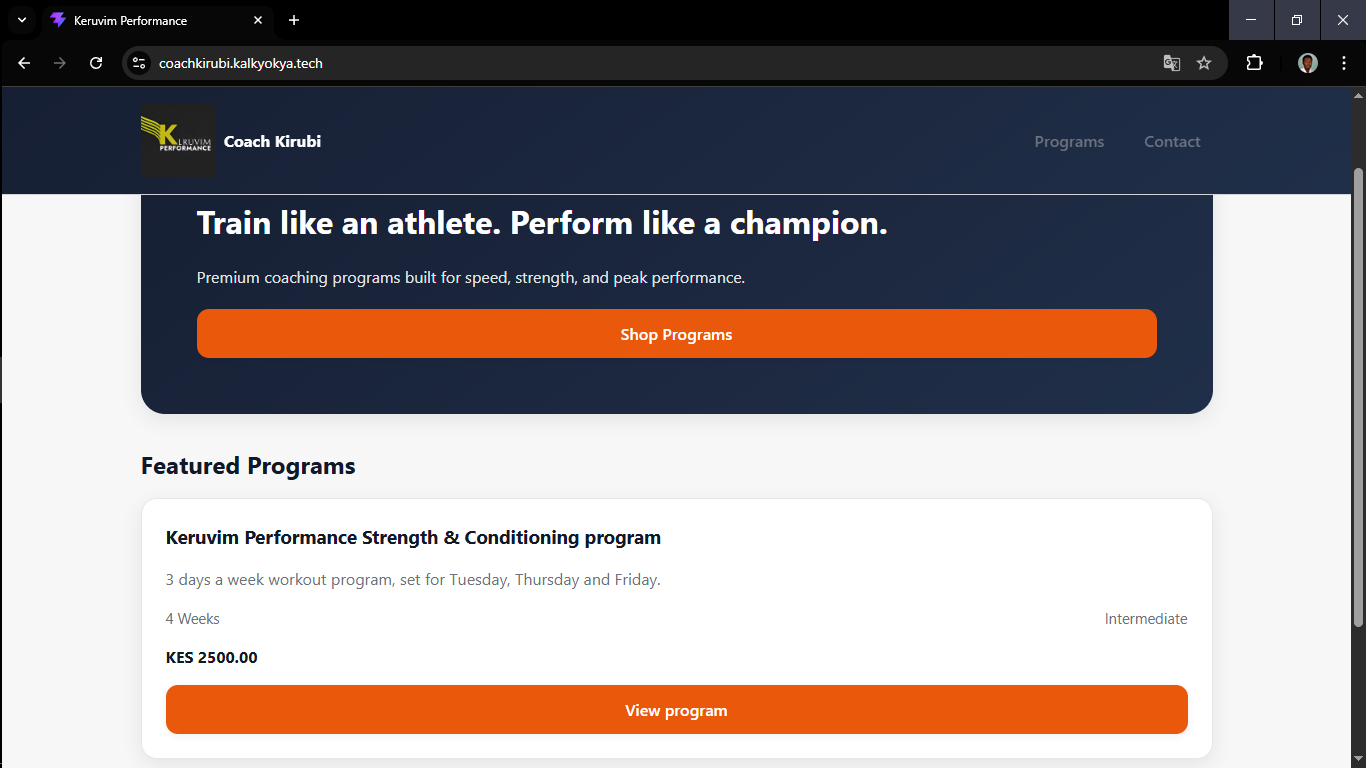 Keruvim Performance
coachkirubi.kalkyokya.tech
KLRUVIM
PERFORMANCE
Coach Kirubi
Programs
Contact
Train like an athlete. Perform like a champion.
Premium coaching programs built for speed, strength, and peak performance.
Shop Programs
Featured Programs
Keruvim Performance Strength & Conditioning program
3 days a week workout program, set for Tuesday, Thursday and Friday.
4 Weeks
Intermediate
KES 2500.00
View program